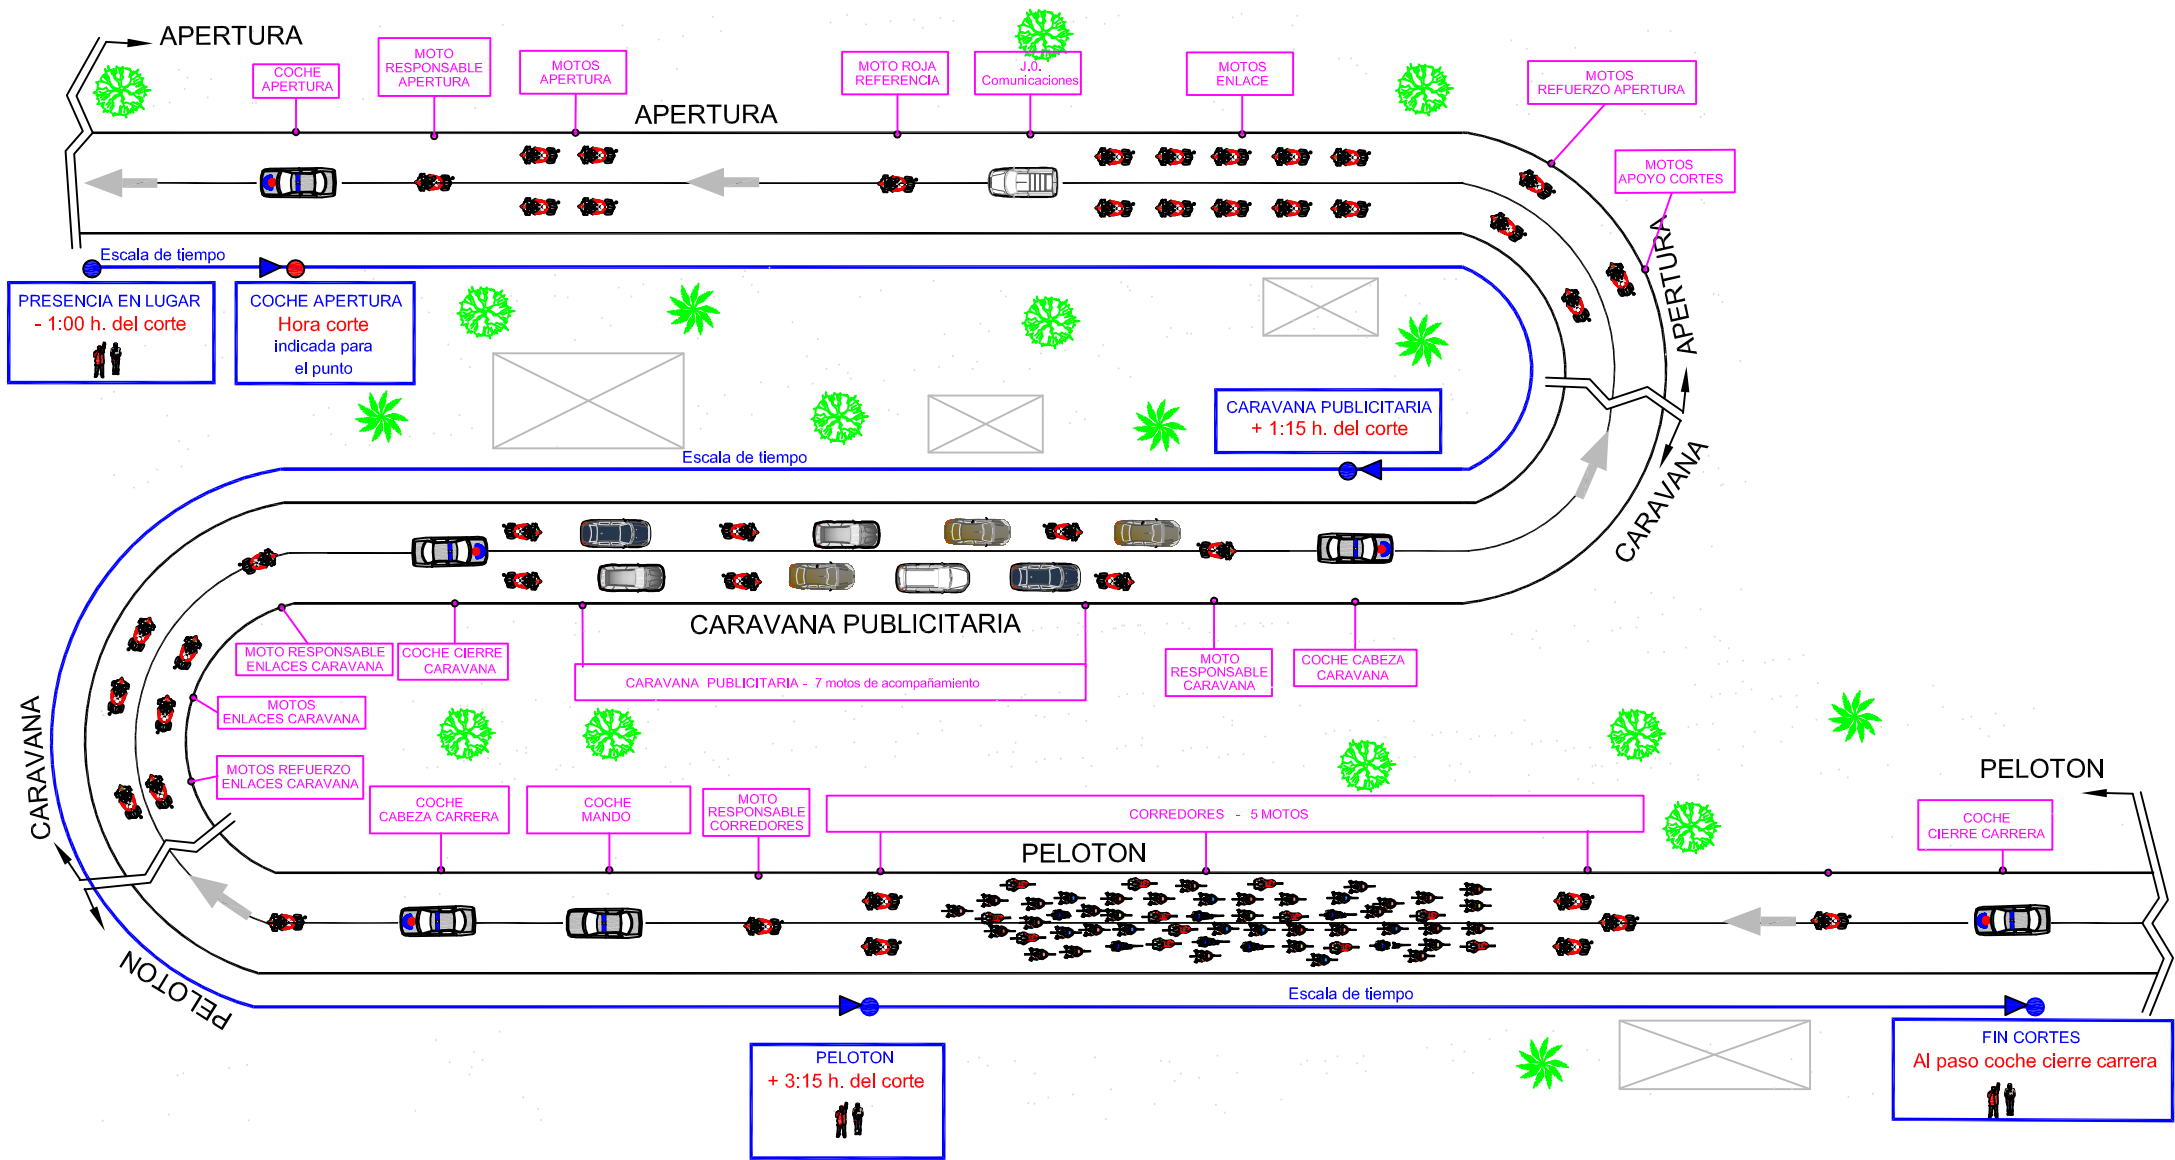 APERTURA
COCHE
APERTURA
MOTO
RESPONSABLE
APERTURA
MOTOS
APERTURA
APERTURA
MOTO ROJA
REFERENCIA
J.0.
Comunicaciones
MOTOS
ENLACE
MOTOS
REFUERZO APERTURA
MOTOS
APOYO CORTES
APERTURA
Escala de tiempo
PRESENCIA EN LUGAR
- 1:00 h. del corte
COCHE APERTURA
Hora corte
indicada para
el punto
CARAVANA PUBLICITARIA
+ 1:15 h. del corte
Escala de tiempo
CARAVANA
CARAVANA PUBLICITARIA
MOTO RESPONSABLE
ENLACES CARAVANA
COCHE CIERRE
CARAVANA
CARAVANA PUBLICITARIA - 7 motos de acompañamiento
MOTO
RESPONSABLE
CARAVANA
COCHE CABEZA
CARAVANA
MOTOS
ENLACES CARAVANA
MOTOS REFUERZO
ENLACES CARAVANA
CARAVANA
COCHE
CABEZA CARRERA
COCHE
MANDO
MOTO
RESPONSABLE
CORREDORES
CORREDORES - 5 MOTOS
PELOTON
COCHE
CIERRE CARRERA
PELOTON
PELOTON
Escala de tiempo
PELOTON
+ 3:15 h. del corte
FIN CORTES
Al paso coche cierre carrera